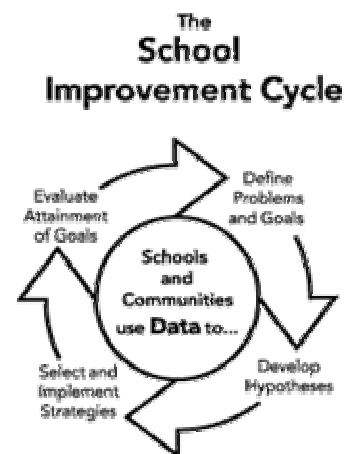 The
School
Improvement Cycle
Define
Problems
and Goals
Develop
Hypotheses
Select and
Implement
Strategies
Evaluate
Attainment
of Goals
Schools
and
Communities
use Data to...